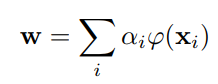 w = ∑ᵢ αᵢφ(xᵢ)